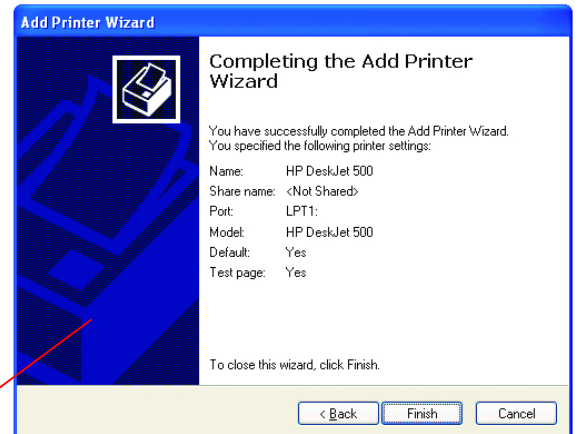 Add Printer Wizard
Completing the Add Printer
Wizard
You have successfully completed the Add Printer Wizard.
You specified the following printer settings:
Name: HP DeskJet 500
Share name: <Not Shared>
Port: LPT1:
Model: HP DeskJet 500
Default: Yes
Test page: Yes
To close this wizard, click Finish.
< Back Finish Cancel